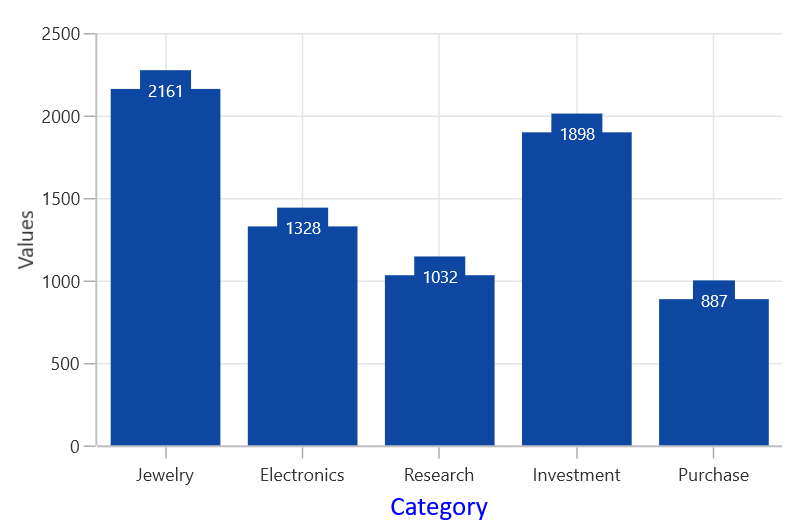 2500
2000
1500
1000
500
0
Values
2161
1328
1032
1898
887
Jewelry
Electronics
Research
Investment
Purchase
Category